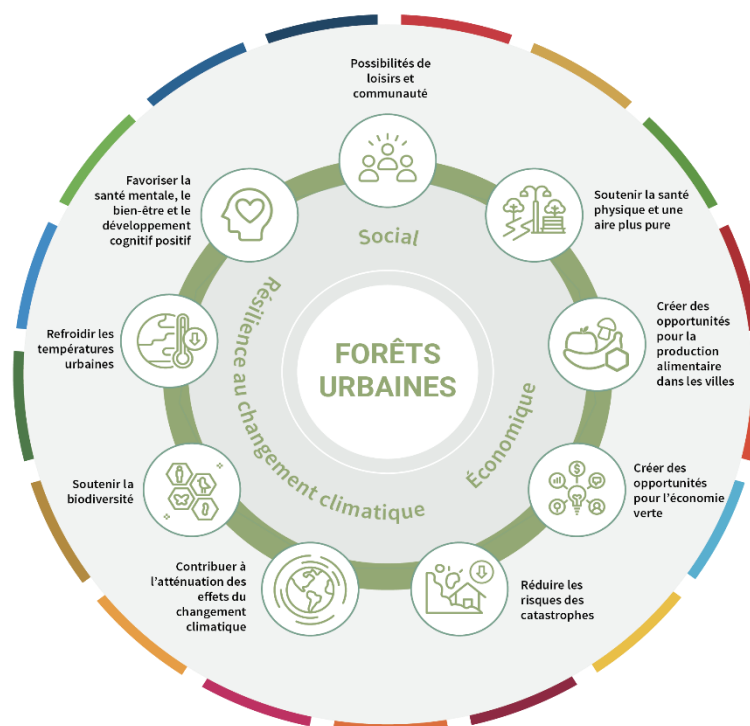 Possibilités de
loisirs et
communauté
Soutenir la santé
physique et une
aire plus pure
Créer des
opportunités
pour la
production
alimentaire
dans les villes
Créer des
opportunités
pour l'économie
verte
Réduire les
risques des
catastrophes
Contribuer à
l'atténuation des
effets du
changement
climatique
Soutenir la
biodiversité
Refroidir les
températures
urbaines
Favoriser la
santé mentale, le
bien-être et le
développement
cognitif positif
Social
Économique
Résilience au changement climatique
FORÊTS
URBAINES